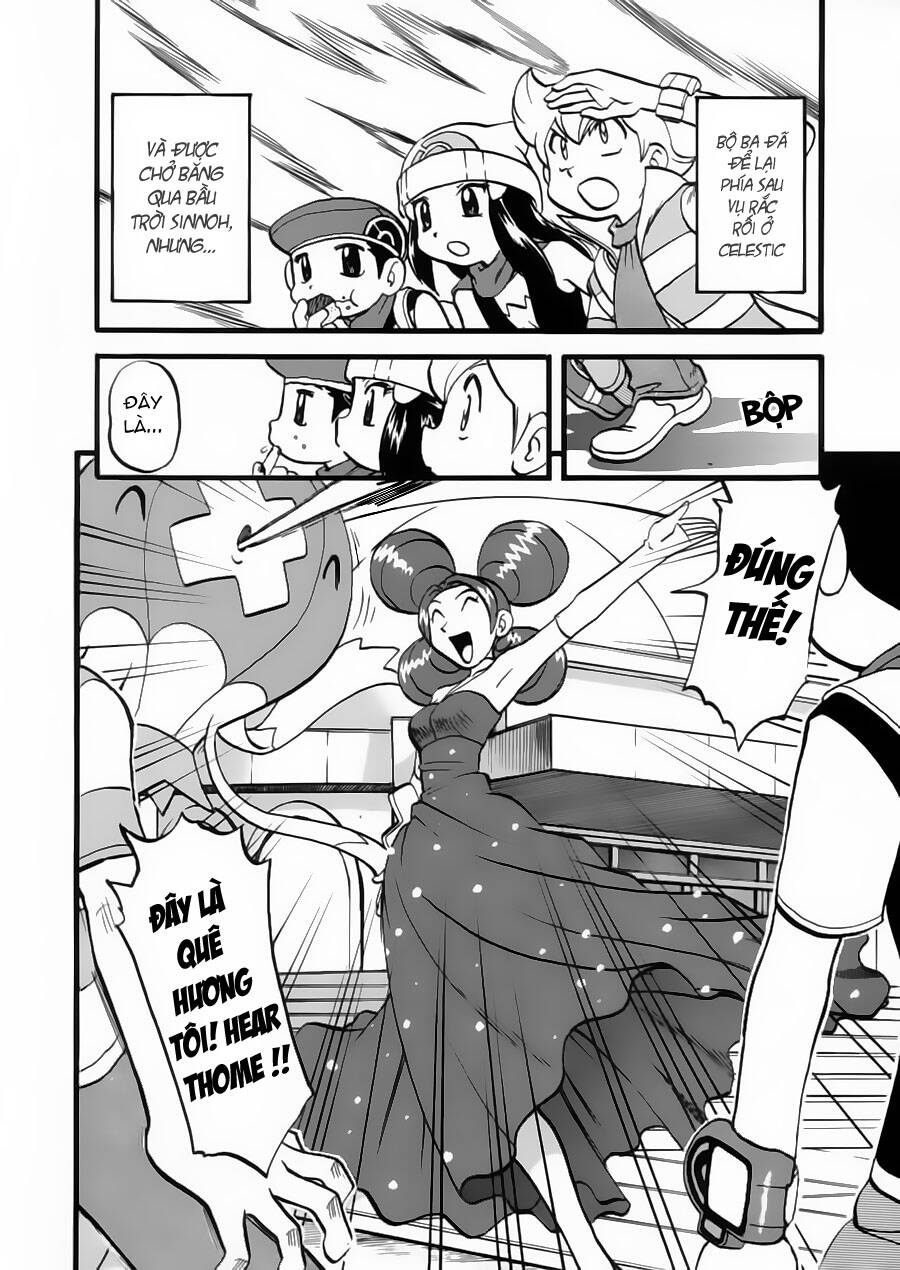 BỘ BA ĐÃ
ĐỂ LẠI
PHÍA SAU
VỤ RẮC
RỐI Ở
CELESTIC
VÀ ĐƯỢC
CHỞ BĂNG
QUA BẦU
TRỜI SINNOH,
NHƯNG...
BỘP
ĐÂY
LÀ...
ĐÚNG
THẾ!
ĐÂY LÀ
QUÊ
HƯƠNG
TÔI! HEAR
THOME !!